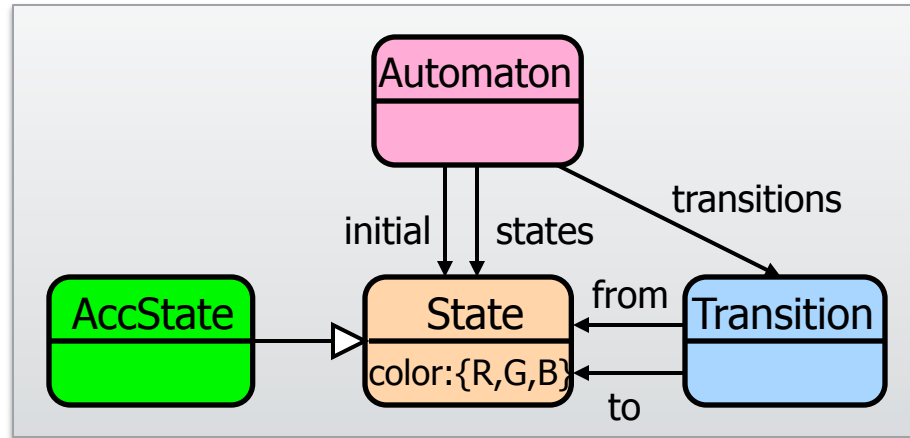 Automaton
transitions
initial
states
AccState
State
from
Transition
color:{R,G,B}
to